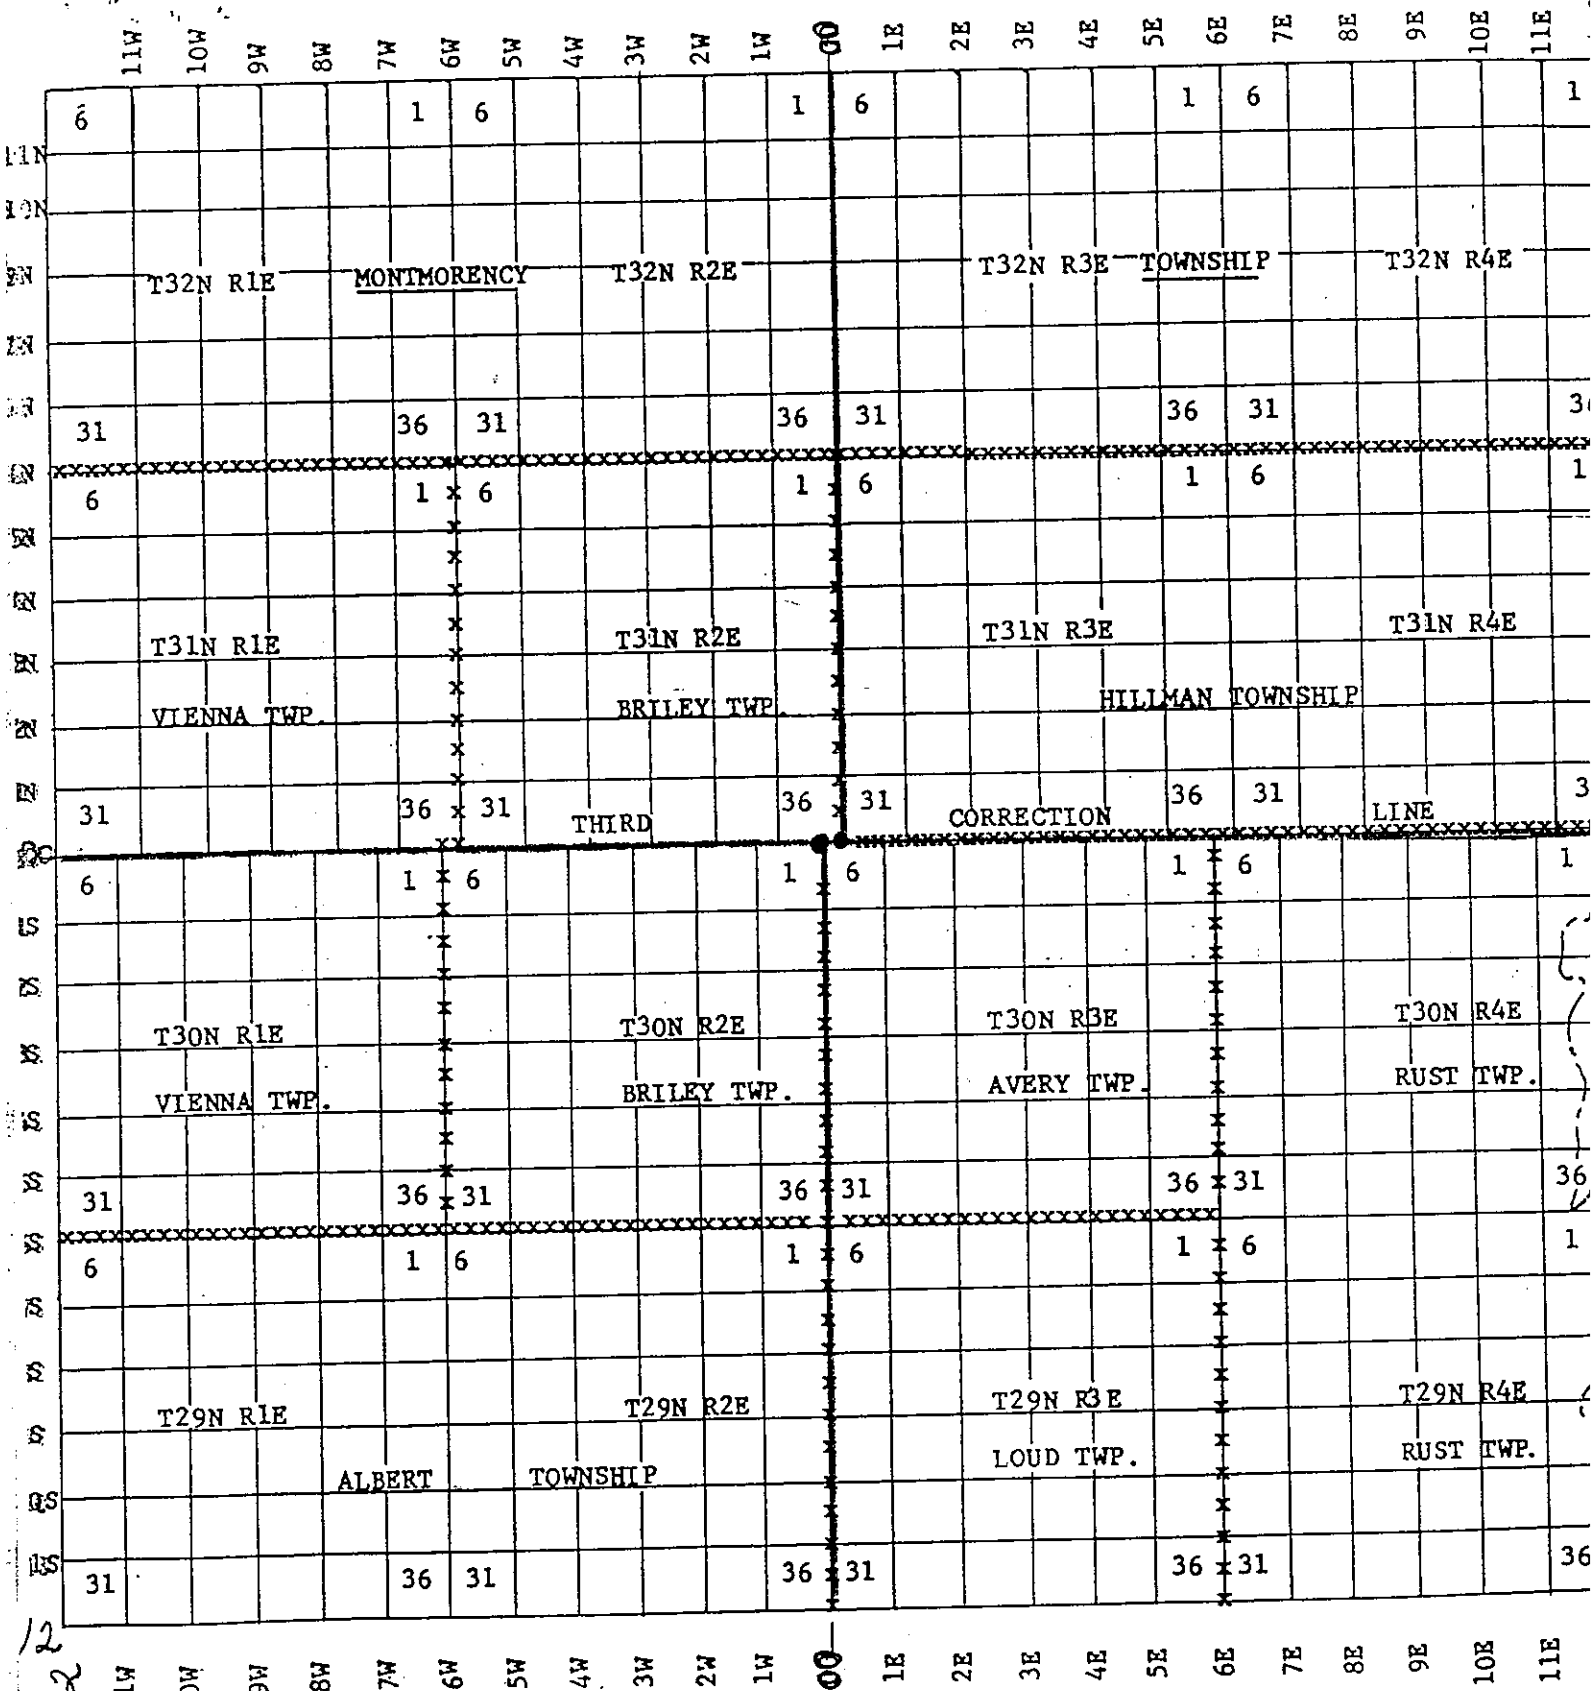 11W 10W 9W 8W 7W 6W 5W 4W 3W 2W 1W 00 1E 2E 3E 4E 5E 6E 7E 8E 9E 10E 11E
6 1 6 1 6 1 6 1
11N
10N
9N
T32N R1E MONTMORENCY T32N R2E T32N R3E TOWNSHIP T32N R4E
31 36 31 36 31 36 31
6 1 6 1 6 1 6 1
T31N R1E T31N R2E T31N R3E T31N R4E
VIENNA TWP. BRILEY TWP. HILLMAN TOWNSHIP
31 36 31 36 31 36 31
THIRD CORRECTION LINE
6 1 6 1 6 1 6 1
1S
T30N R1E T30N R2E T30N R3E T30N R4E
VIENNA TWP. BRILEY TWP. AVERY TWP. RUST TWP.
31 36 31 36 31 36 31 36
6 1 6 1 6 1 6 1
T29N R1E T29N R2E T29N R3E T29N R4E
ALBERT TOWNSHIP LOUD TWP. RUST TWP.
31 36 31 36 31 36 31 36
12
8W 7W 6W 5W 4W 3W 2W 1W 00 1E 2E 3E 4E 5E 6E 7E 8E 9E 10E 11E